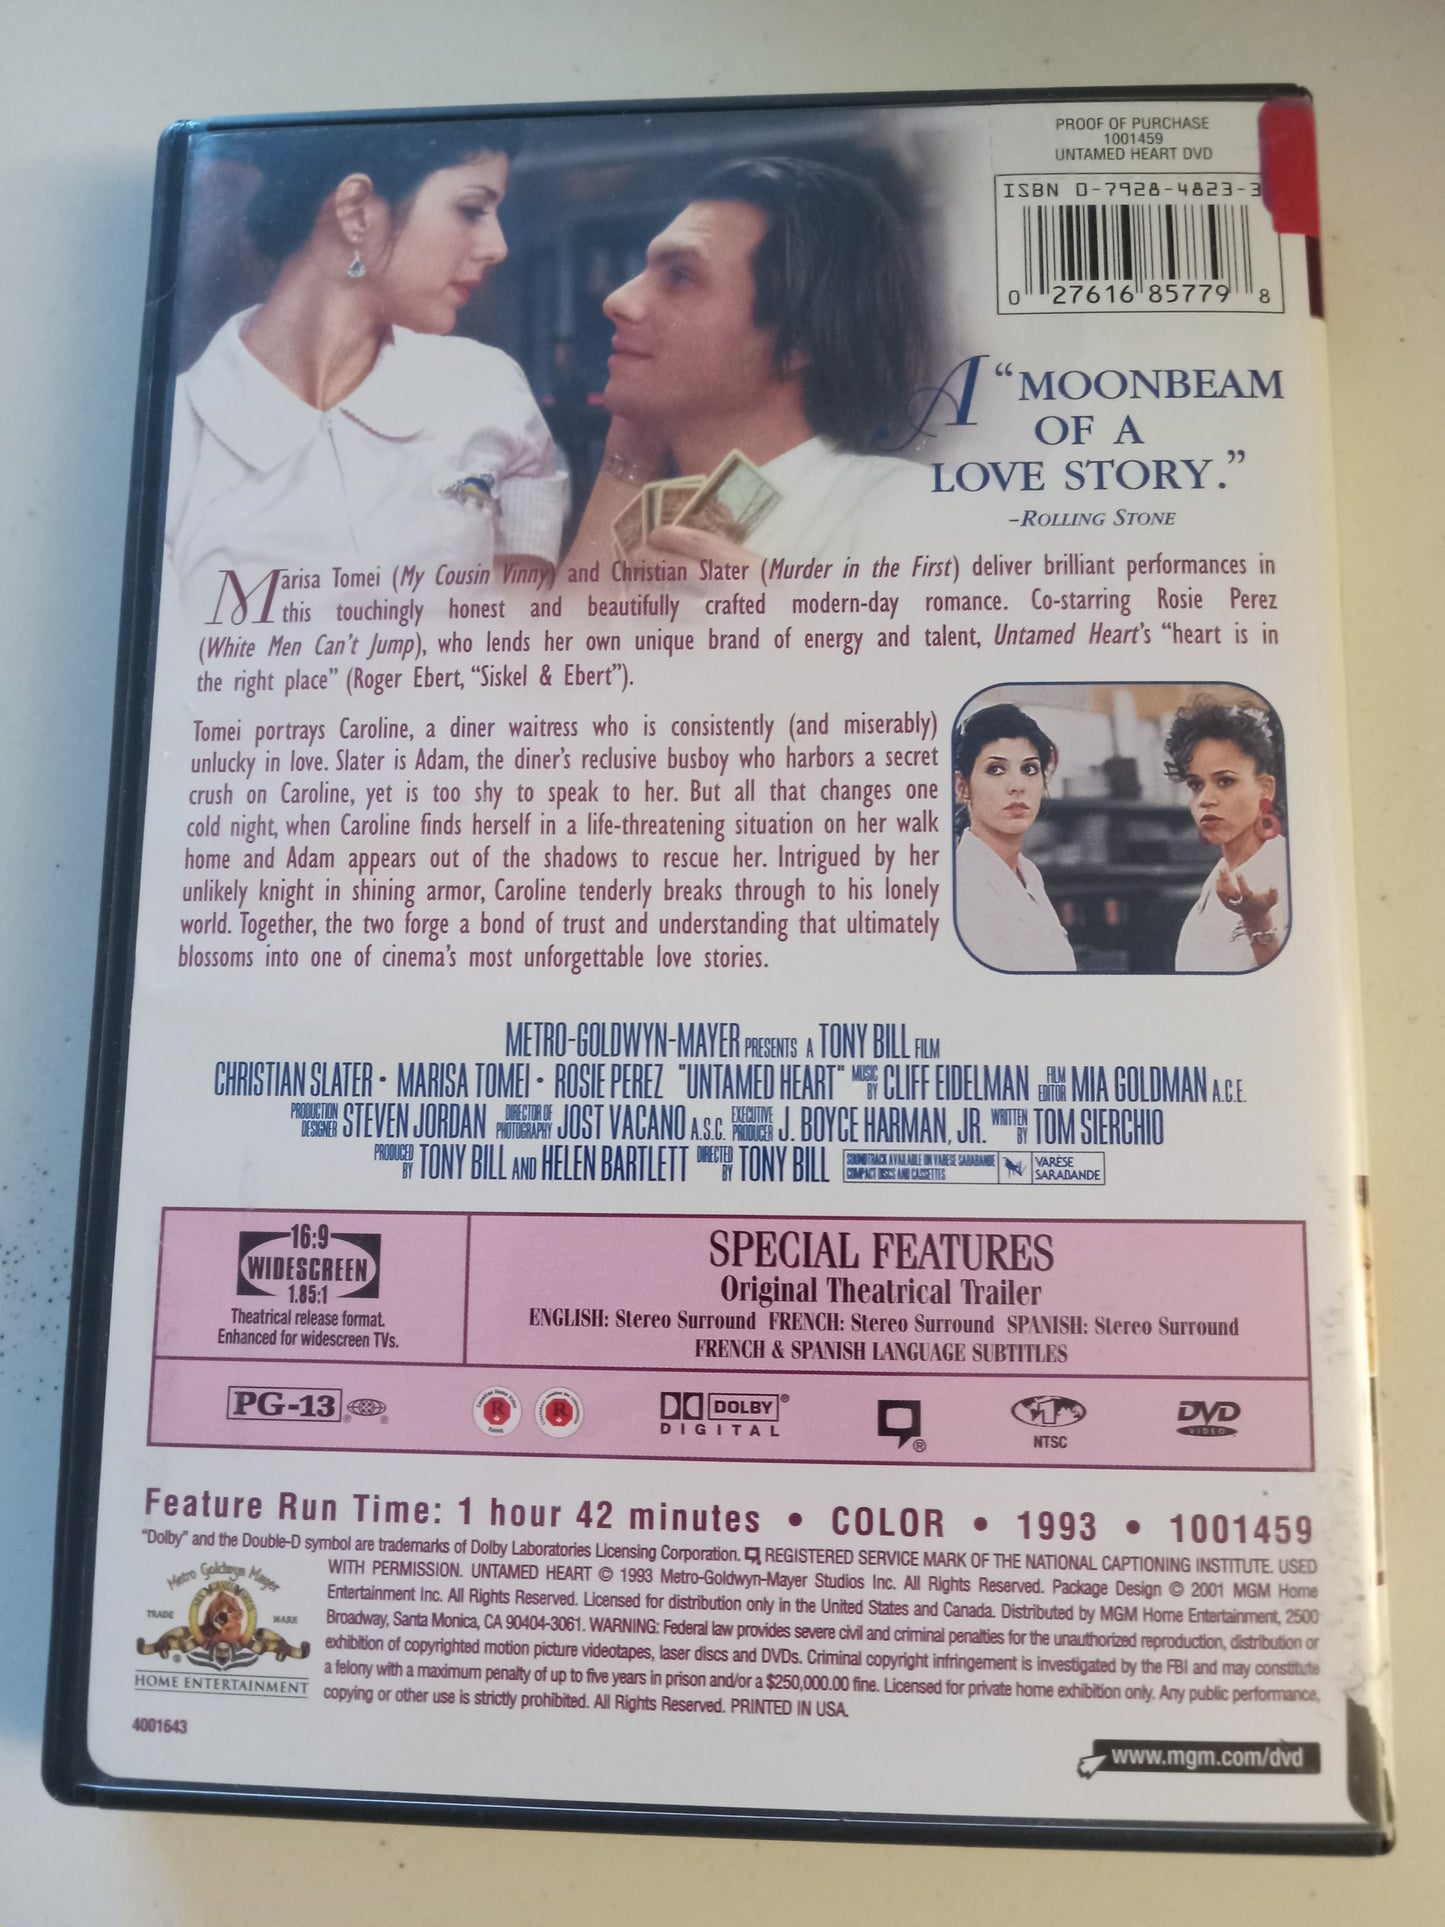 PROOF OF PURCHASE
1001459
UNTAMED HEART DVD
ISBN 0-7928-4823-3
0 27616 85779 8
A “MOONBEAM
OF A
LOVE STORY.”
–ROLLING STONE
Marisa Tomei (My Cousin Vinny) and Christian Slater (Murder in the First) deliver brilliant performances in
this touchingly honest and beautifully crafted modern-day romance. Co-starring Rosie Perez
(White Men Can’t Jump), who lends her own unique brand of energy and talent, Untamed Heart’s “heart is in
the right place” (Roger Ebert, “Siskel & Ebert”).
Tomei portrays Caroline, a diner waitress who is consistently (and miserably)
unlucky in love. Slater is Adam, the diner’s reclusive busboy who harbors a secret
crush on Caroline, yet is too shy to speak to her. But all that changes one
cold night, when Caroline finds herself in a life-threatening situation on her walk
home and Adam appears out of the shadows to rescue her. Intrigued by her
unlikely knight in shining armor, Caroline tenderly breaks through to his lonely
world. Together, the two forge a bond of trust and understanding that ultimately
blossoms into one of cinema’s most unforgettable love stories.
METRO-GOLDWYN-MAYER PRESENTS A TONY BILL FILM
CHRISTIAN SLATER • MARISA TOMEI • ROSIE PEREZ "UNTAMED HEART" MUSIC BY CLIFF EIDELMAN FILM EDITOR MIA GOLDMAN A.C.E.
PRODUCTION DESIGNER STEVEN JORDAN DIRECTOR OF PHOTOGRAPHY JOST VACANO A.S.C. EXECUTIVE PRODUCER J. BOYCE HARMAN, JR. WRITTEN BY TOM SIERCHIO
PRODUCED BY TONY BILL AND HELEN BARTLETT DIRECTED BY TONY BILL SOUNDTRACK AVAILABLE ON VARESE SARABANDE COMPACT DISCS AND CASSETTES VARÈSE SARABANDE
16:9
WIDESCREEN
1.85:1
Theatrical release format.
Enhanced for widescreen TVs.
SPECIAL FEATURES
Original Theatrical Trailer
ENGLISH: Stereo Surround FRENCH: Stereo Surround SPANISH: Stereo Surround
FRENCH & SPANISH LANGUAGE SUBTITLES
PG-13 ® ®
R R
DOLBY®
DIGITAL
®
1
NTSC
DVD
VIDEO
Feature Run Time: 1 hour 42 minutes • COLOR • 1993 • 1001459
“Dolby” and the Double-D symbol are trademarks of Dolby Laboratories Licensing Corporation. REGISTERED SERVICE MARK OF THE NATIONAL CAPTIONING INSTITUTE. USED
WITH PERMISSION. UNTAMED HEART © 1993 Metro-Goldwyn-Mayer Studios Inc. All Rights Reserved. Package Design © 2001 MGM Home
Entertainment Inc. All Rights Reserved. Licensed for distribution only in the United States and Canada. Distributed by MGM Home Entertainment, 2500
Broadway, Santa Monica, CA 90404-3061. WARNING: Federal law provides severe civil and criminal penalties for the unauthorized reproduction, distribution or
exhibition of copyrighted motion picture videotapes, laser discs and DVDs. Criminal copyright infringement is investigated by the FBI and may constitute
a felony with a maximum penalty of up to five years in prison and/or a $250,000.00 fine. Licensed for private home exhibition only. Any public performance,
copying or other use is strictly prohibited. All Rights Reserved. PRINTED IN USA.
Metro Goldwyn Mayer
TRADE MARK
HOME ENTERTAINMENT
4001643
www.mgm.com/dvd